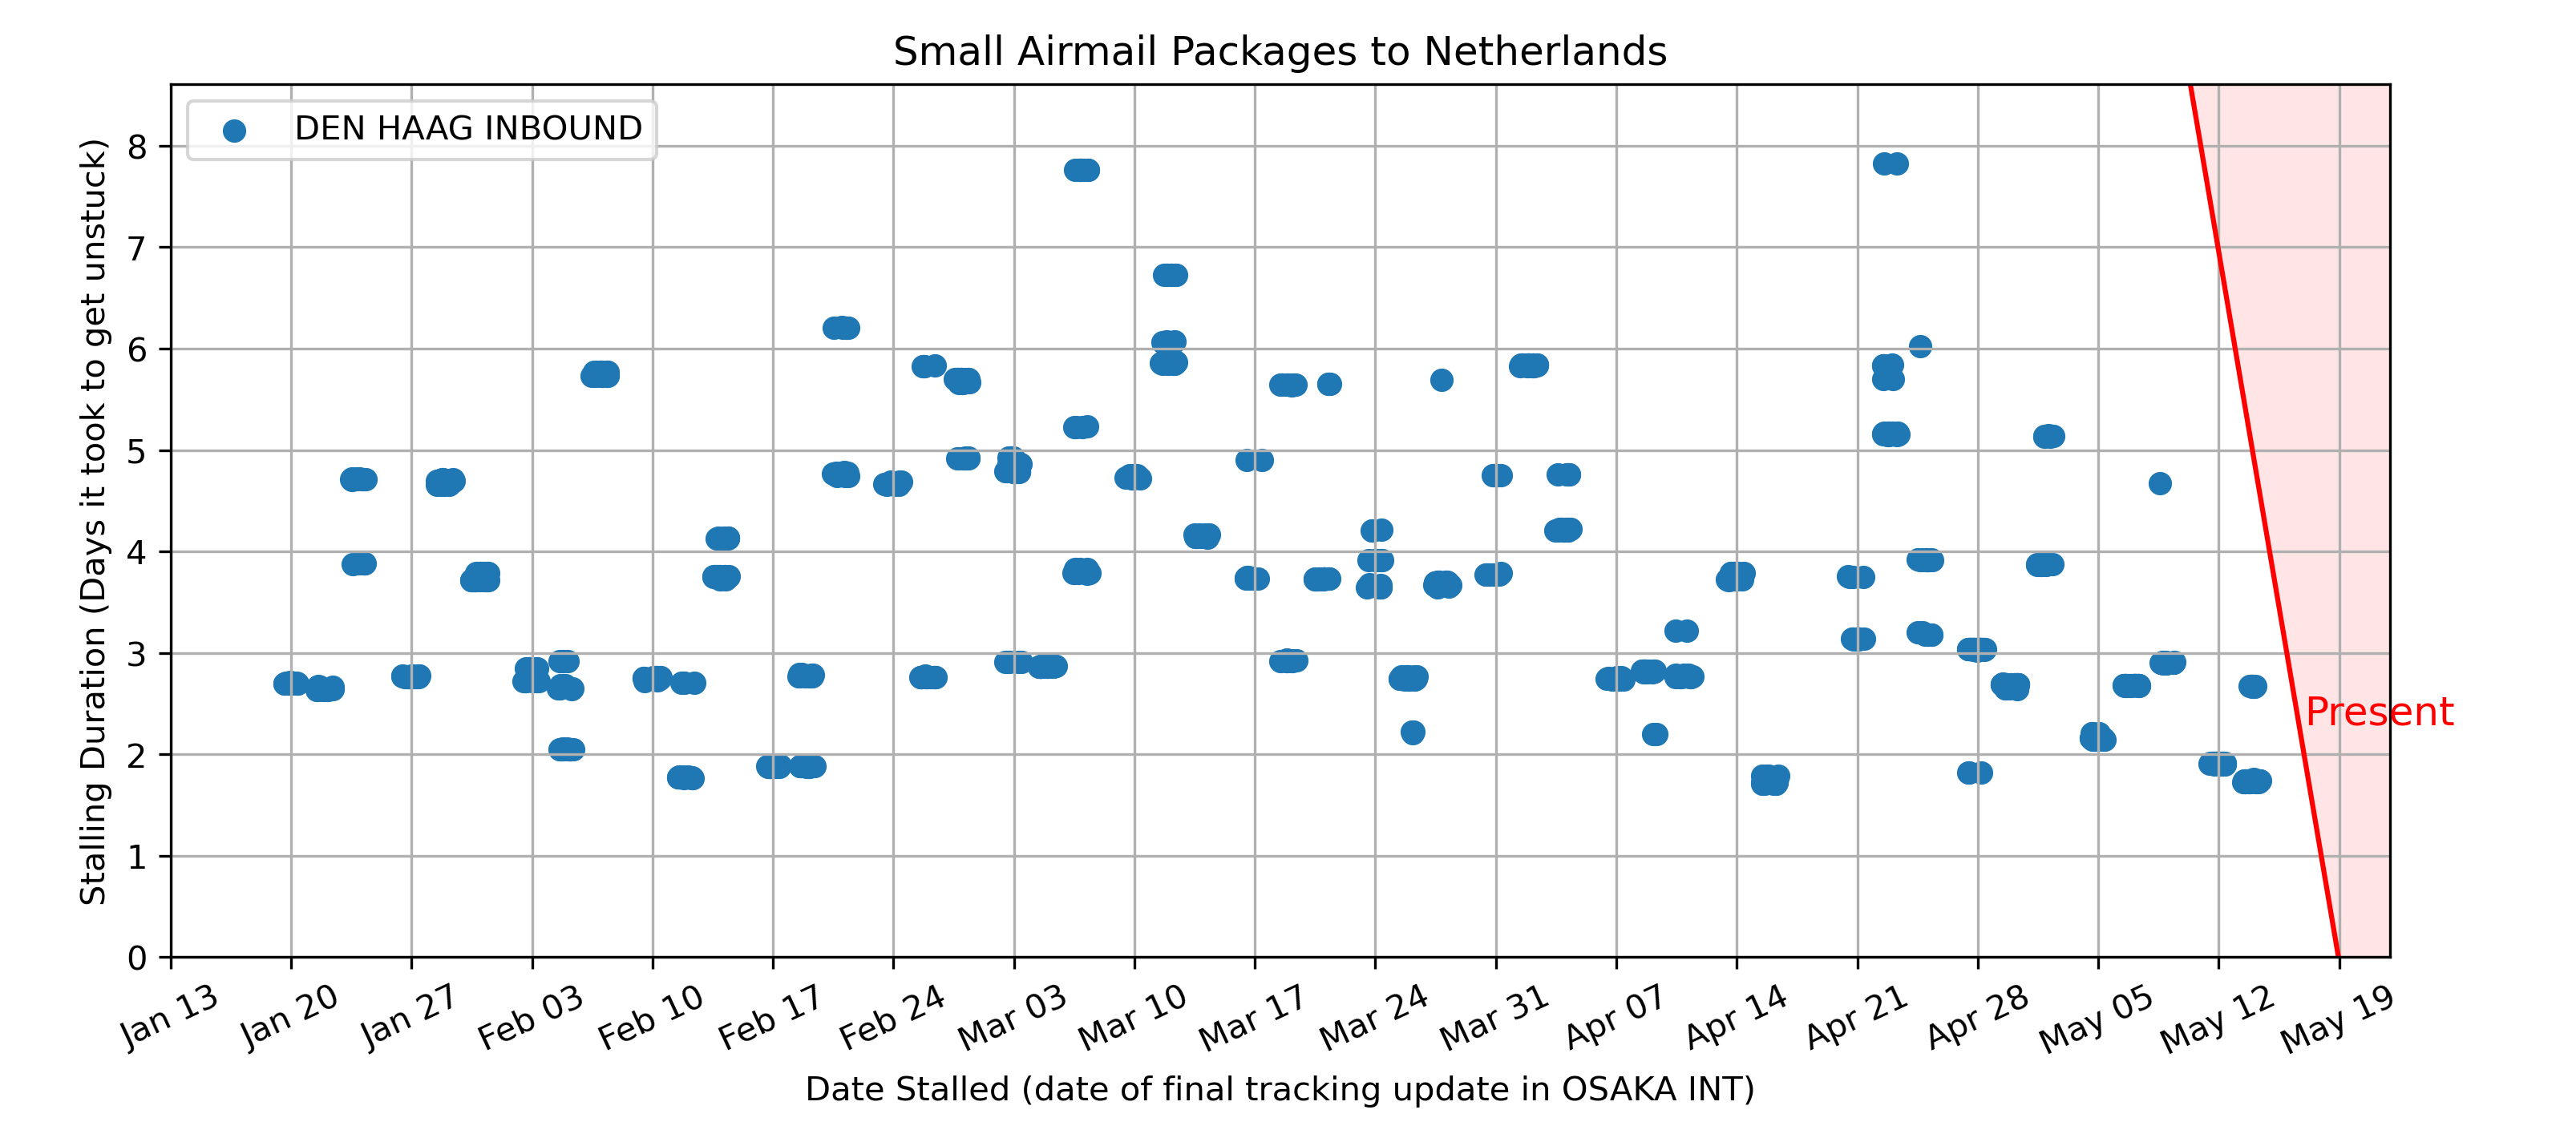 Small Airmail Packages to Netherlands
DEN HAAG INBOUND
Stalling Duration (Days it took to get unstuck)
8
7
6
5
4
3
2
1
0
Present
Jan 13
Jan 20
Jan 27
Feb 03
Feb 10
Feb 17
Feb 24
Mar 03
Mar 10
Mar 17
Mar 24
Mar 31
Apr 07
Apr 14
Apr 21
Apr 28
May 05
May 12
May 19
Date Stalled (date of final tracking update in OSAKA INT)